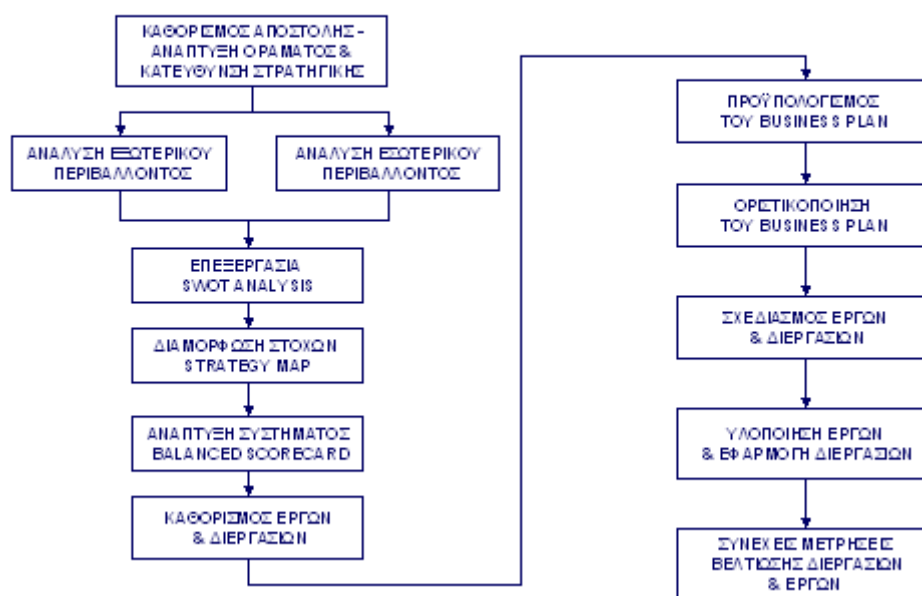 ΚΑΘΟΡΙΣΜΟΣ ΑΠΟΣΤΟΛΗΣ –
ΑΝΑΠΤΥΞΗ ΟΡΑΜΑΤΟΣ &
ΚΑΤΕΥΘΥΝΣΗ ΣΤΡΑΤΗΓΙΚΗΣ
ΑΝΑΛΥΣΗ ΕΞΩΤΕΡΙΚΟΥ
ΠΕΡΙΒΑΛΛΟΝΤΟΣ
ΑΝΑΛΥΣΗ ΕΣΩΤΕΡΙΚΟΥ
ΠΕΡΙΒΑΛΛΟΝΤΟΣ
ΕΠΕΞΕΡΓΑΣΙΑ
SWOT ANALYSIS
ΔΙΑΜΟΡΦΩΣΗ ΣΤΟΧΩΝ
STRATEGY MAP
ΑΝΑΠΤΥΞΗ ΣΥΣΤΗΜΑΤΟΣ
BALANCED SCORECARD
ΚΑΘΟΡΙΣΜΟΣ ΕΡΓΩΝ
& ΔΙΕΡΓΑΣΙΩΝ
ΠΡΟΫΠΟΛΟΓΙΣΜΟΣ
ΤΟΥ BUSINESS PLAN
ΟΡΙΣΤΙΚΟΠΟΙΗΣΗ
ΤΟΥ BUSINESS PLAN
ΣΧΕΔΙΑΣΜΟΣ ΕΡΓΩΝ
& ΔΙΕΡΓΑΣΙΩΝ
ΥΛΟΠΟΙΗΣΗ ΕΡΓΩΝ
& ΕΦΑΡΜΟΓΗ ΔΙΕΡΓΑΣΙΩΝ
ΣΥΝΕΧΕΙΣ ΜΕΤΡΗΣΕΙΣ
ΒΕΛΤΙΩΣΗΣ ΔΙΕΡΓΑΣΙΩΝ
& ΕΡΓΩΝ